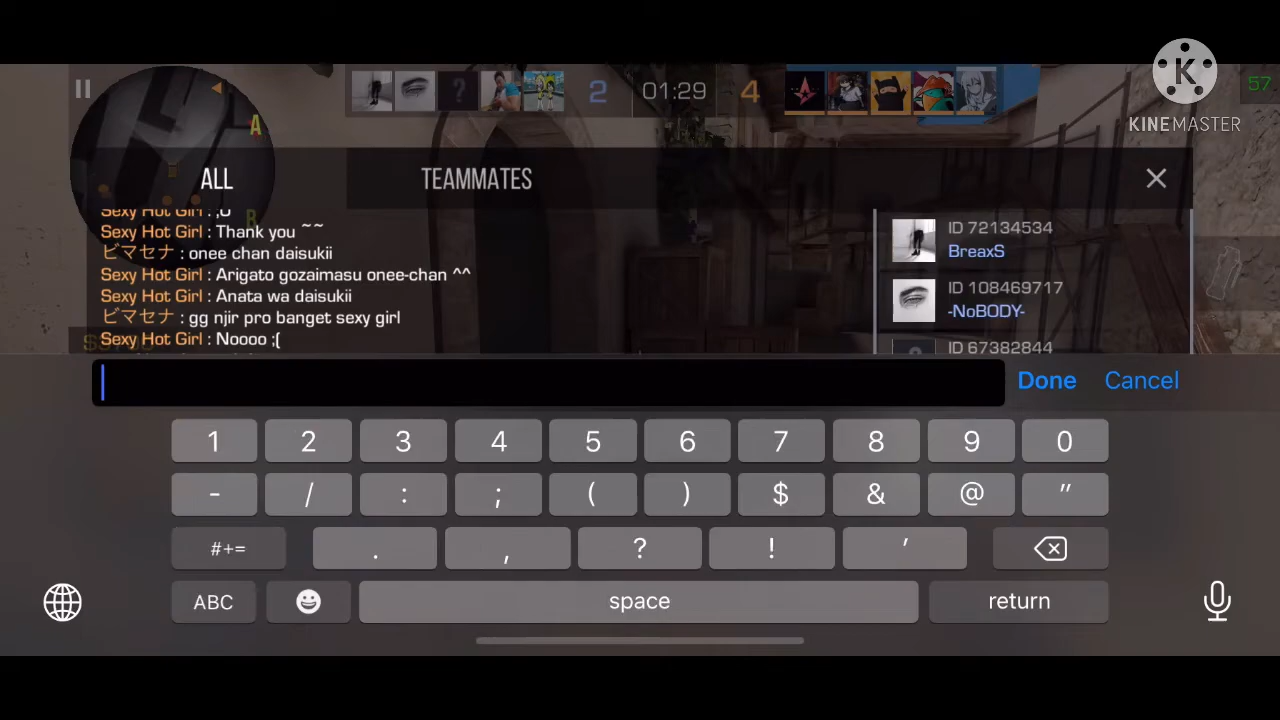 K
KINEMASTER
2
01:29
4
57
A
ALL
TEAMMATES
Sexy Hot Girl : ;U
Sexy Hot Girl : Thank you ~~
ビマセナ : onee chan daisukii
Sexy Hot Girl : Arigato gozaimasu onee-chan ^^
Sexy Hot Girl : Anata wa daisukii
ビマセナ : gg njir pro banget sexy girl
Sexy Hot Girl : Noooo ;(
ID 72134534
BreaxS
ID 108469717
-NoBODY-
ID 67382844
Done
Cancel
1 2 3 4 5 6 7 8 9 0
- / : ; ( ) $ & @ "
#+= . , ? ! '
ABC
space
return